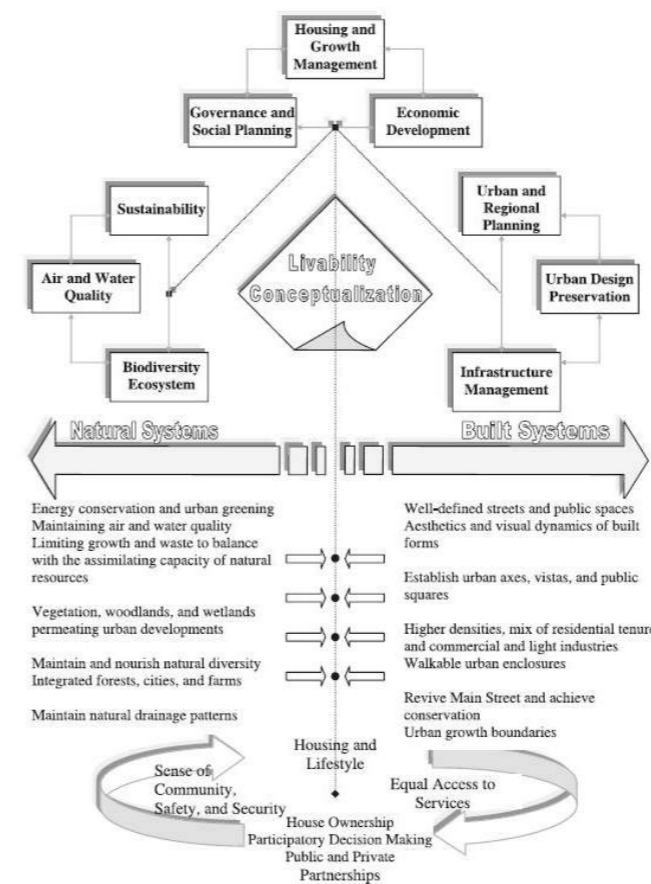 Housing and
Growth
Management
Governance and
Social Planning
Economic
Development
Sustainability
Air and Water
Quality
Biodiversity
Ecosystem
Livability
Conceptualization
Urban and
Regional
Planning
Urban Design
Preservation
Infrastructure
Management
Natural Systems
Built Systems
Energy conservation and urban greening
Maintaining air and water quality
Limiting growth and waste to balance
with the assimilating capacity of natural
resources
Vegetation, woodlands, and wetlands
permeating urban developments
Maintain and nourish natural diversity
Integrated forests, cities, and farms
Maintain natural drainage patterns
Well-defined streets and public spaces
Aesthetics and visual dynamics of built
forms
Establish urban axes, vistas, and public
squares
Higher densities, mix of residential tenure
and commercial and light industries
Walkable urban enclosures
Revive Main Street and achieve
conservation
Urban growth boundaries
Housing and
Lifestyle
Sense of
Community,
Safety, and Security
Equal Access to
Services
House Ownership
Participatory Decision Making
Public and Private
Partnerships